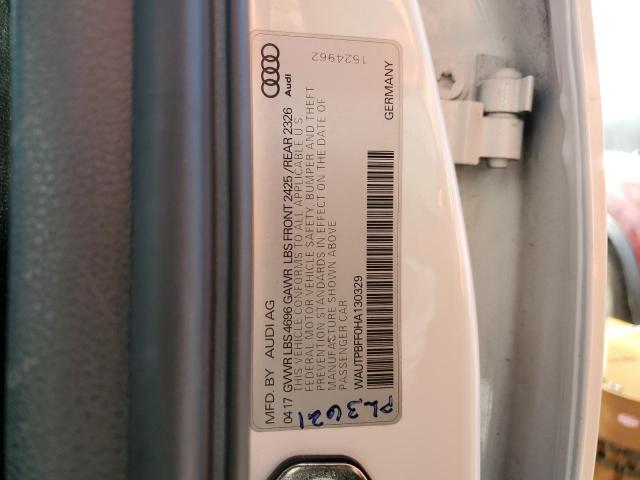 MFD. BY AUDI AG
04 17 GVWR LBS 4696 GAWR LBS FRONT 2425 / REAR 2326
THIS VEHICLE CONFORMS TO ALL APPLICABLE U S
FEDERAL MOTOR VEHICLE SAFETY, BUMPER AND THEFT
PREVENTION STANDARDS IN EFFECT ON THE DATE OF
MANUFACTURE SHOWN ABOVE
PASSENGER CAR
WAUTPBFF0HA130329
GERMANY
Audi
1524962
PL3621